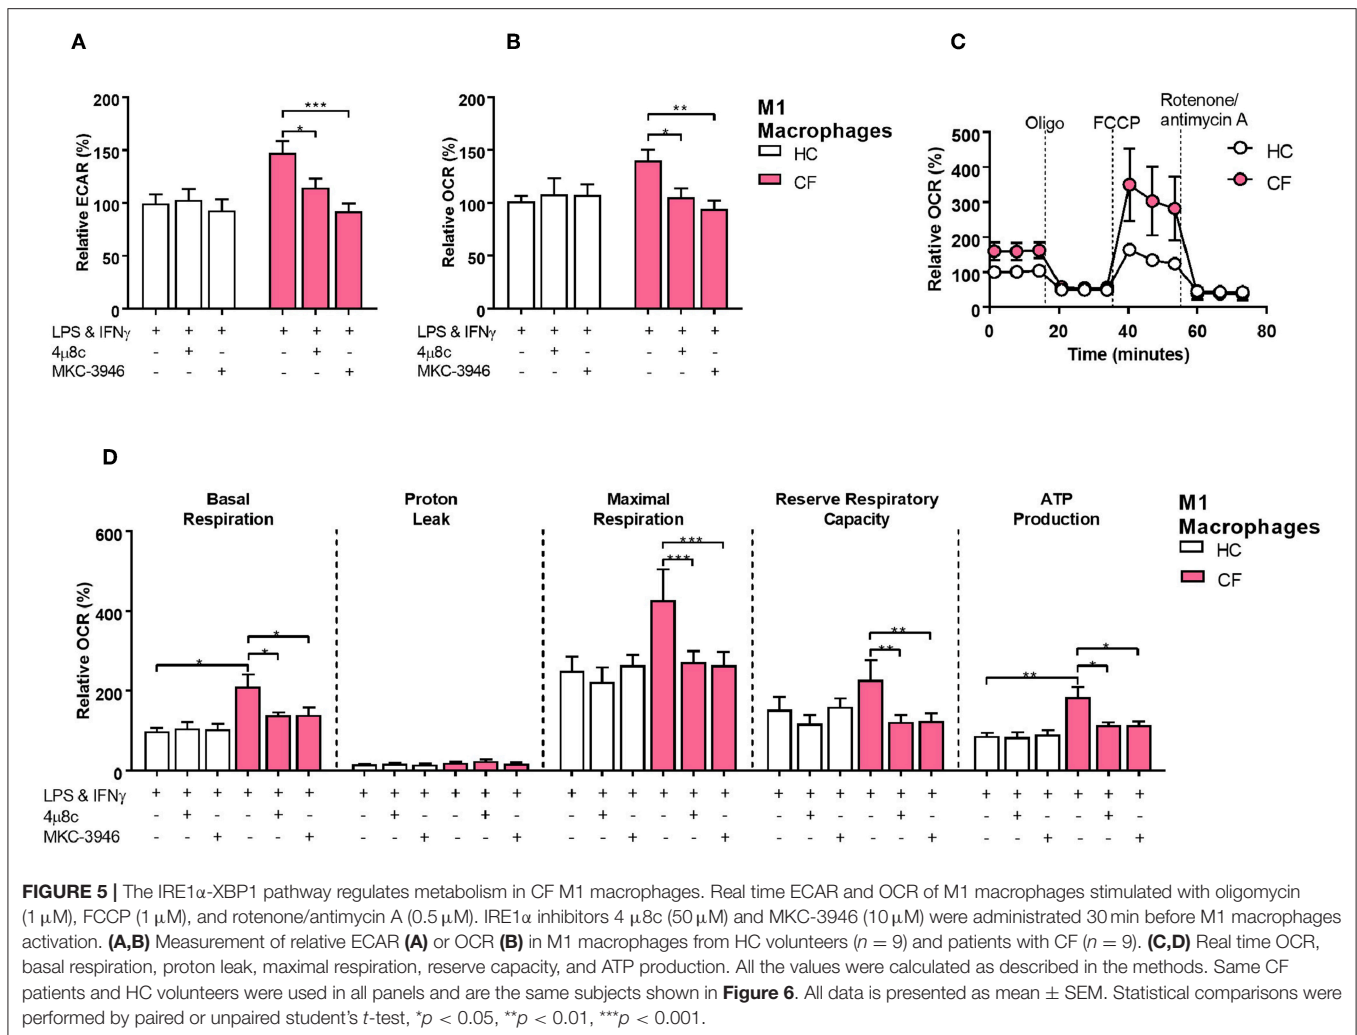 A
B
C
200
150
100
50
0
Relative ECAR (%)
***
*
LPS & IFNγ + + + + + +
4µ8c - + - - + -
MKC-3946 - - + - - +
200
150
100
50
0
Relative OCR (%)
**
*
LPS & IFNγ + + + + + +
4µ8c - + - - + -
MKC-3946 - - + - - +
M1
Macrophages
HC
CF
500
400
300
200
100
0
Relative OCR (%)
Oligo
FCCP
Rotenone/
antimycin A
HC
CF
0 20 40 60 80
Time (minutes)
D
Basal
Respiration
Proton
Leak
Maximal
Respiration
Reserve Respiratory
Capacity
ATP
Production
M1
Macrophages
HC
CF
600
400
200
0
Relative OCR (%)
*
*
*
***
***
**
**
*
*
**
LPS & IFNγ + + + + + + + + + + + + + + + + + + + + + + + + + + + + + +
4µ8c - + - - + - - + - - + - - + - - + - - + - - + - - + - - + -
MKC-3946 - - + - - + - - + - - + - - + - - + - - + - - + - - + - - +
FIGURE 5 | The IRE1α-XBP1 pathway regulates metabolism in CF M1 macrophages. Real time ECAR and OCR of M1 macrophages stimulated with oligomycin
(1 µM), FCCP (1 µM), and rotenone/antimycin A (0.5 µM). IRE1α inhibitors 4 µ8c (50 µM) and MKC-3946 (10 µM) were administrated 30 min before M1 macrophages
activation. (A,B) Measurement of relative ECAR (A) or OCR (B) in M1 macrophages from HC volunteers (n = 9) and patients with CF (n = 9). (C,D) Real time OCR,
basal respiration, proton leak, maximal respiration, reserve capacity, and ATP production. All the values were calculated as described in the methods. Same CF
patients and HC volunteers were used in all panels and are the same subjects shown in Figure 6. All data is presented as mean ± SEM. Statistical comparisons were
performed by paired or unpaired student's t-test, *p < 0.05, **p < 0.01, ***p < 0.001.